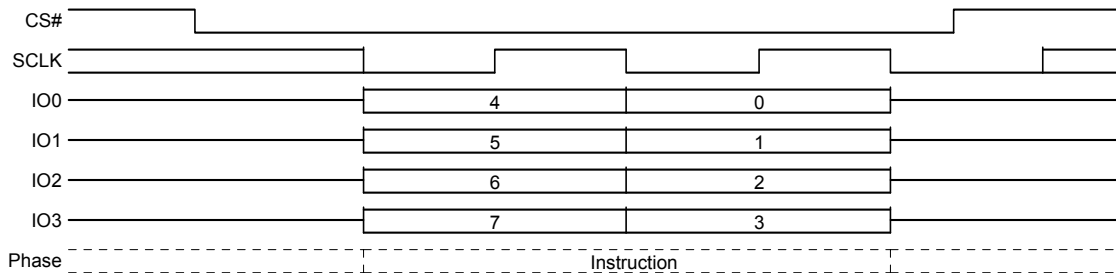 CS#
SCLK
IO0 4 0
IO1 5 1
IO2 6 2
IO3 7 3
Phase Instruction